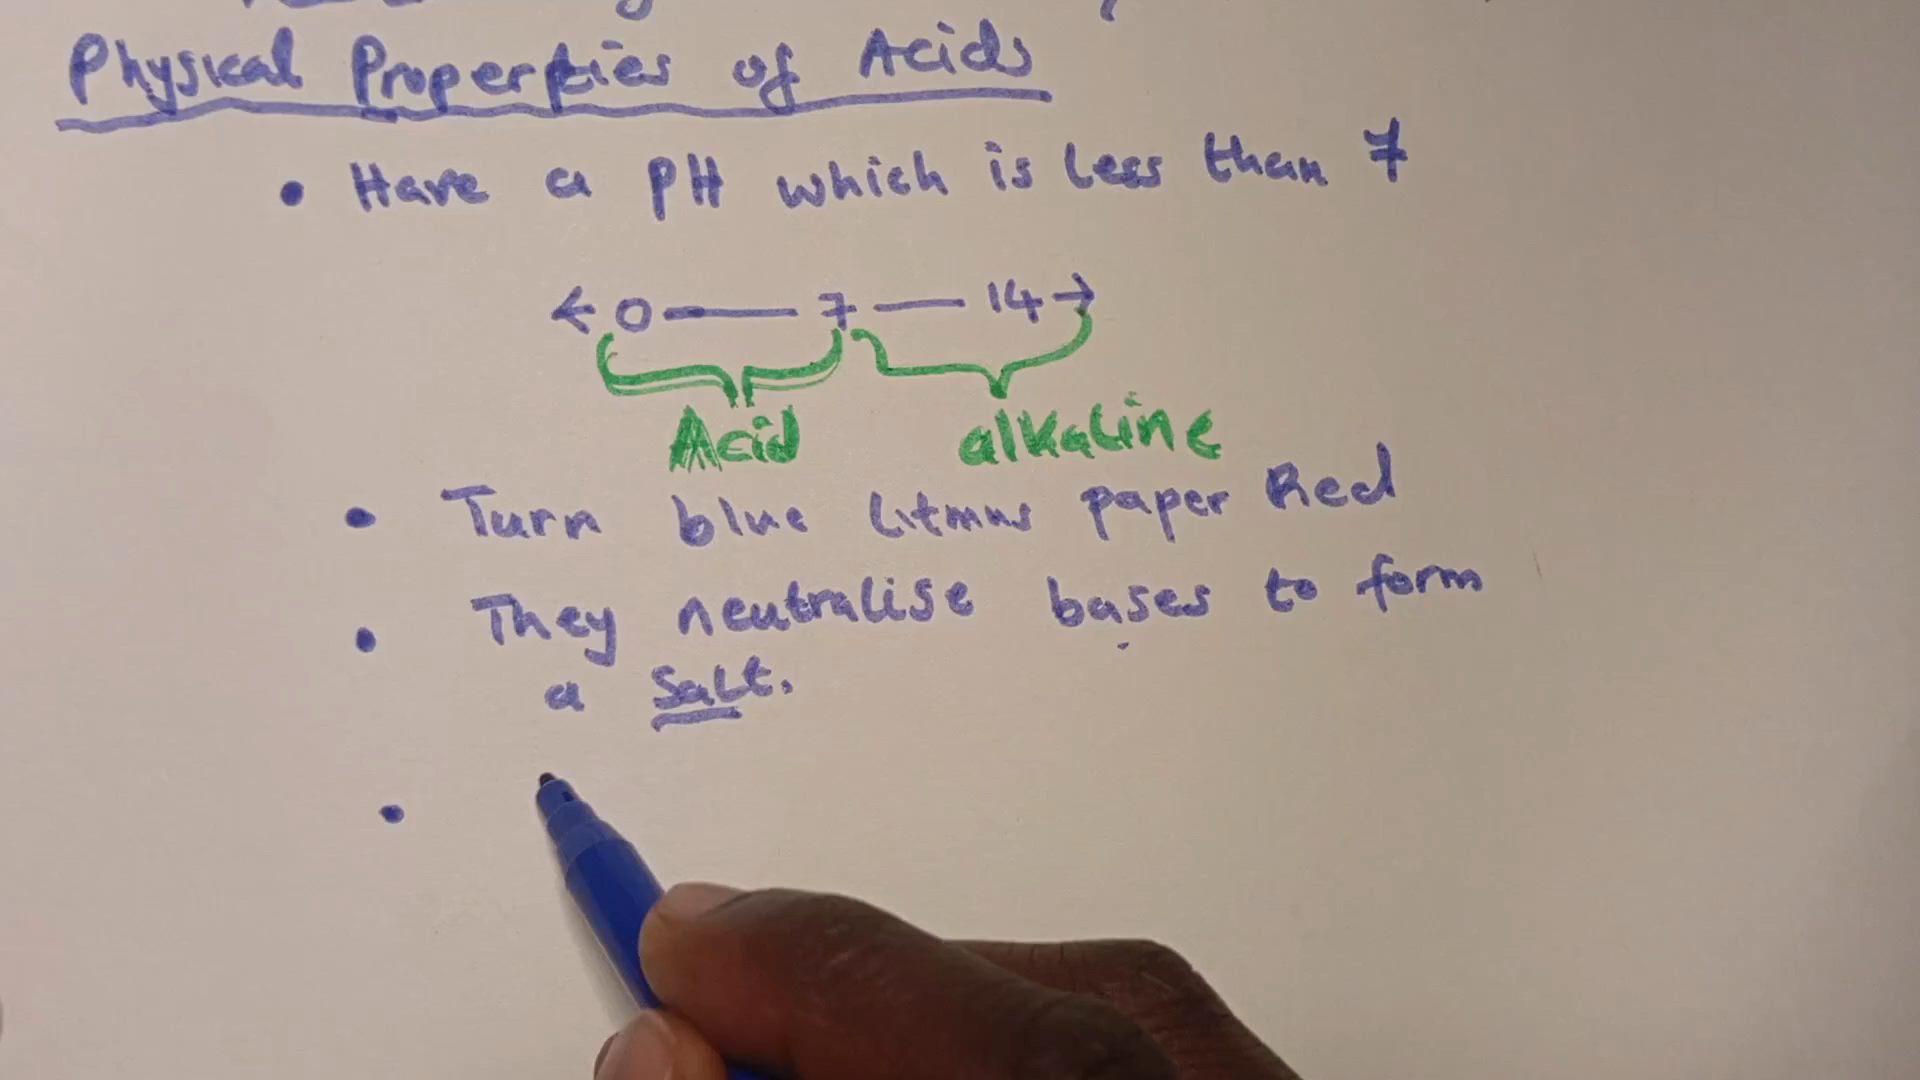 Physical Properties of Acids
• Have a PH which is less than 7
← 0 — 7 — 14 →
Acid alkaline
• Turn blue litmus paper Red
• They neutralise bases to form
a Salt.
•